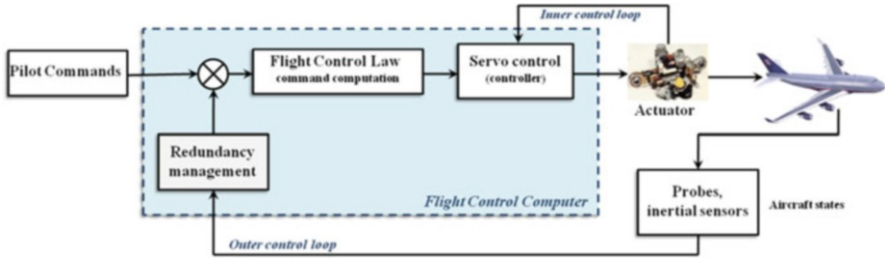 Inner control loop
Pilot Commands
Flight Control Law
command computation
Servo control
(controller)
Actuator
Redundancy
management
Flight Control Computer
Probes,
inertial sensors
Aircraft states
Outer control loop